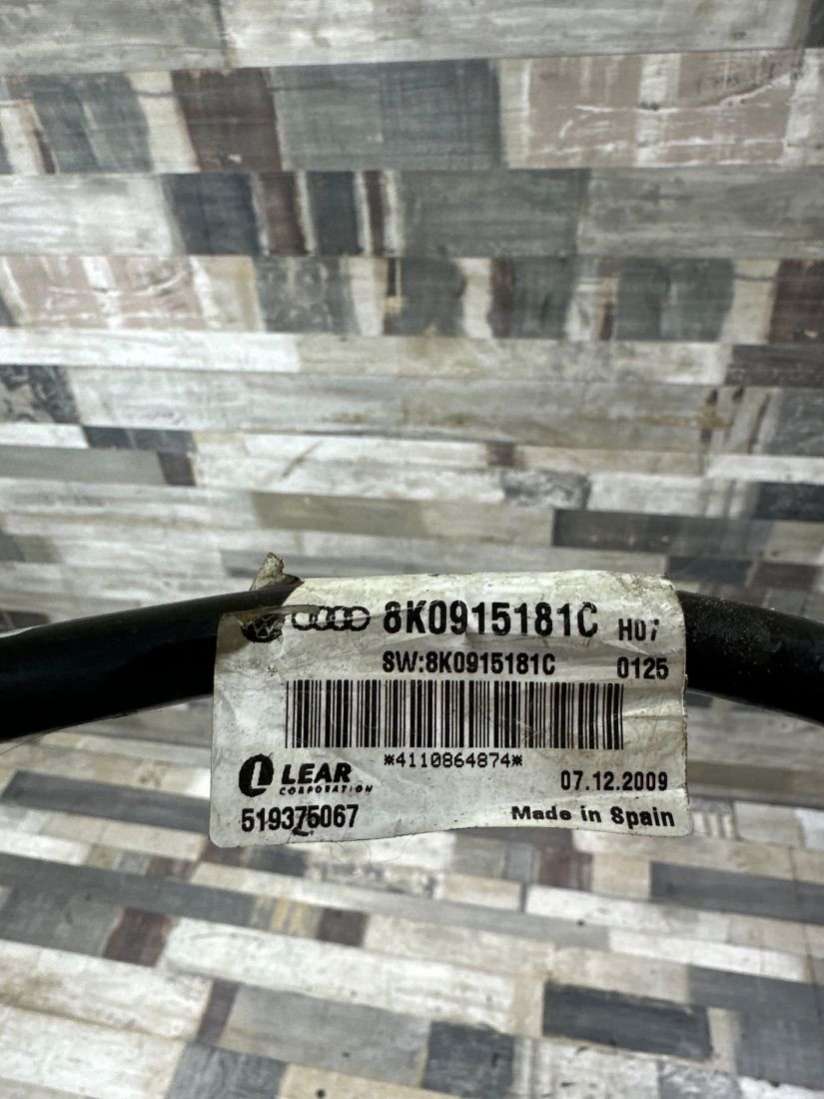 8K0915181C H07
SW:8K0915181C 0125
*4110864874*
LEAR
CORPORATION
07.12.2009
519375067
Made in Spain